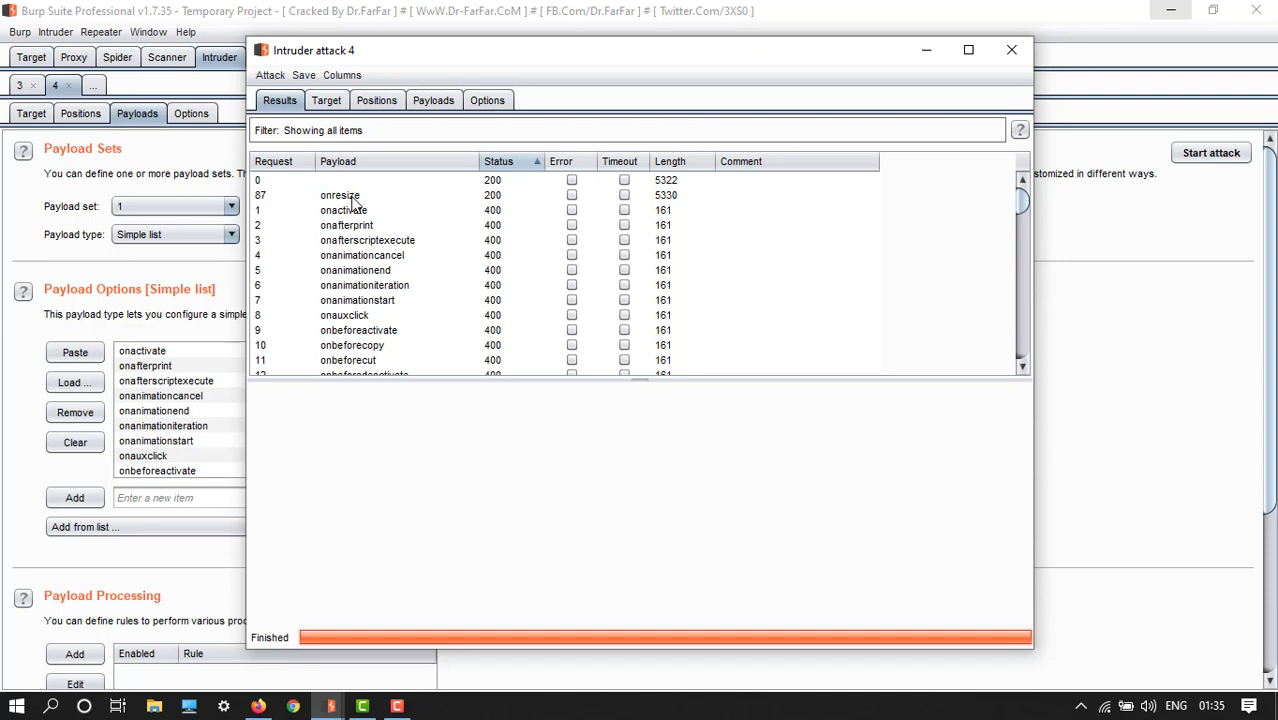 Burp Suite Professional v1.7.35 - Temporary Project - [ Cracked By Dr.FarFar ] # [ WwW.Dr-FarFar.CoM ] # [ FB.Com/Dr.FarFar ] # [ Twitter.Com/3XS0 ]
Burp Intruder Repeater Window Help
Target Proxy Spider Scanner Intruder
3 × 4 × ...
Target Positions Payloads Options
Payload Sets
You can define one or more payload sets. Th
stomized in different ways.
Start attack
Payload set: 1
Payload type: Simple list
Payload Options [Simple list]
This payload type lets you configure a simple
Paste
Load ...
Remove
Clear
onactivate
onafterprint
onafterscriptexecute
onanimationcancel
onanimationend
onanimationiteration
onanimationstart
onauxclick
onbeforeactivate
Add Enter a new item
Add from list ...
Payload Processing
You can define rules to perform various proc
Add Enabled Rule
Edit
Intruder attack 4
Attack Save Columns
Results Target Positions Payloads Options
Filter: Showing all items
?
Request Payload Status Error Timeout Length Comment
0 200 5322
87 onresize 200 5330
1 onactivate 400 161
2 onafterprint 400 161
3 onafterscriptexecute 400 161
4 onanimationcancel 400 161
5 onanimationend 400 161
6 onanimationiteration 400 161
7 onanimationstart 400 161
8 onauxclick 400 161
9 onbeforeactivate 400 161
10 onbeforecopy 400 161
11 onbeforecut 400 161
12 onbeforedeactivate 400 161
Finished
ENG 01:35